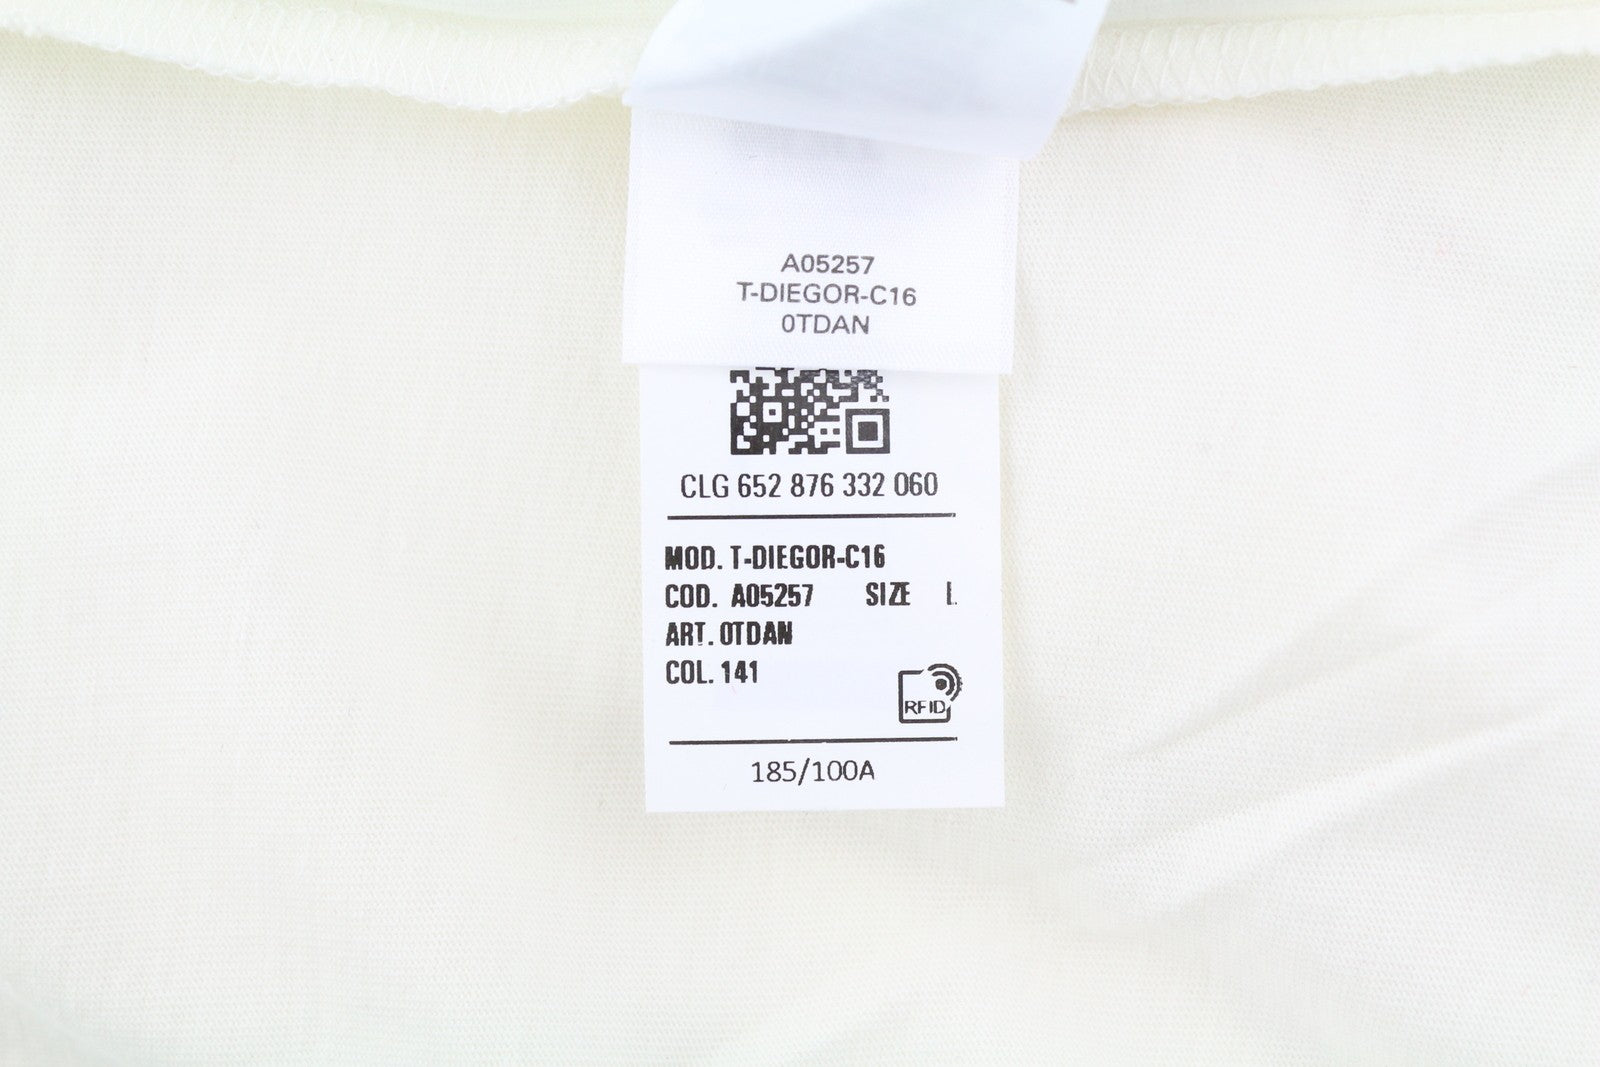 A05257
T-DIEGOR-C16
0TDAN
CLG 652 876 332 060
MOD. T-DIEGOR-C16
COD. A05257 SIZE L
ART. 0TDAN
COL. 141
RFID
185/100A